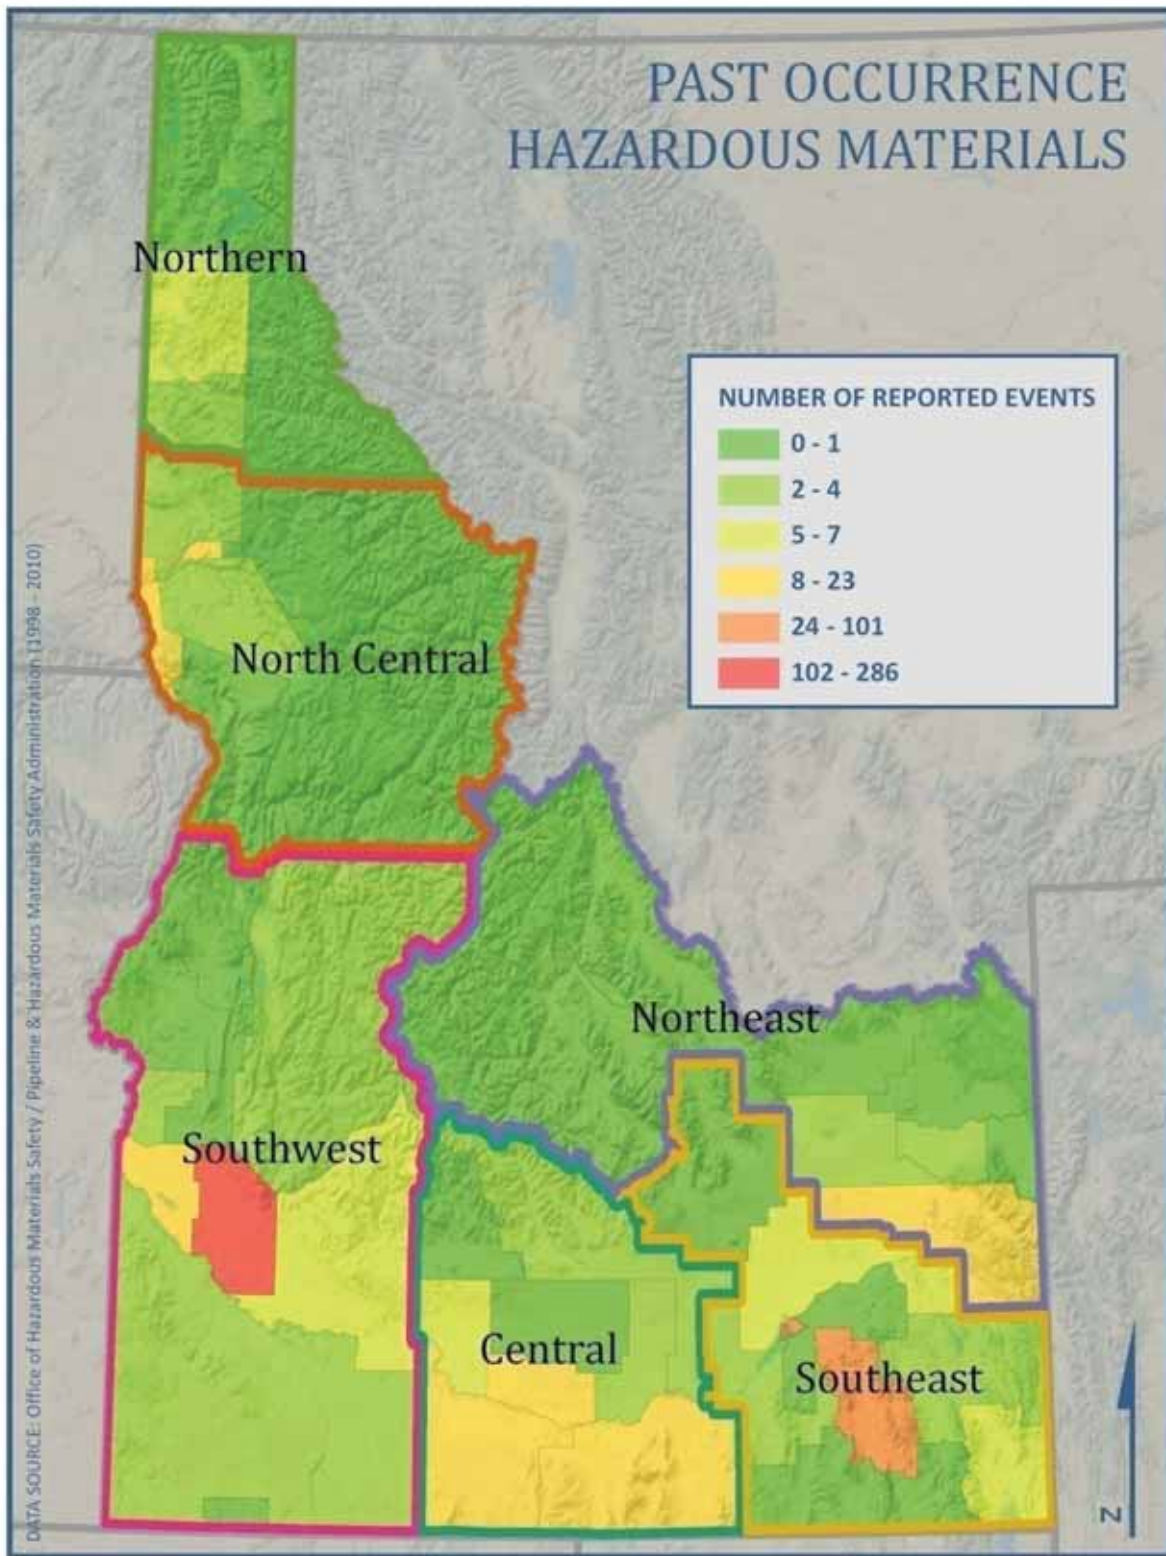 PAST OCCURRENCE
HAZARDOUS MATERIALS
Northern
NUMBER OF REPORTED EVENTS
0 - 1
2 - 4
5 - 7
8 - 23
24 - 101
102 - 286
North Central
Northeast
Southwest
Central
Southeast
N
DATA SOURCE: Office of Hazardous Materials Safety / Pipeline & Hazardous Materials Safety Administration (1998 - 2010)